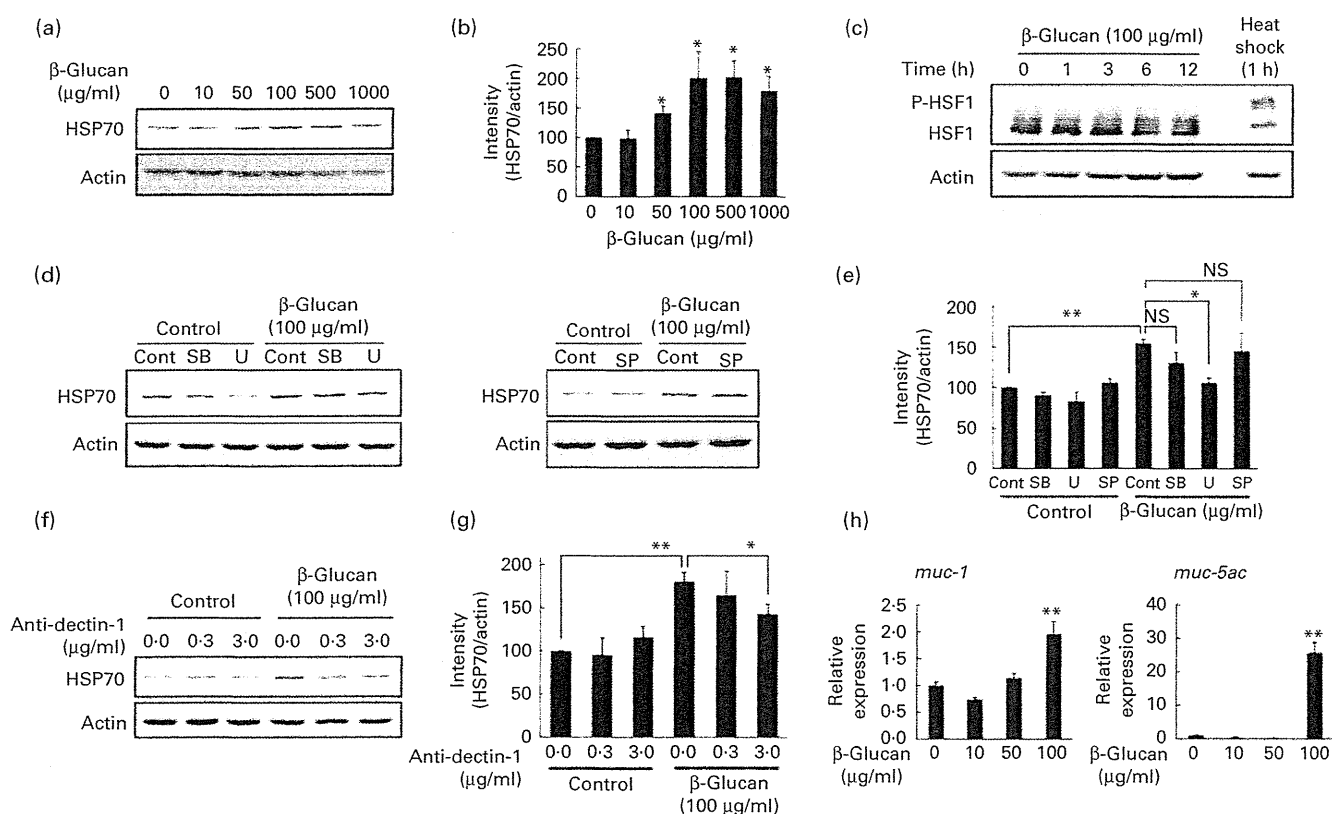 (a)
β-Glucan
(μg/ml)
0 10 50 100 500 1000
HSP70
Actin
(b)
Intensity
(HSP70/actin)
250
200
150
100
50
0
* * * *
0 10 50 100 500 1000
β-Glucan (μg/ml)
(c)
β-Glucan (100 μg/ml)
Heat
shock
(1 h)
Time (h) 0 1 3 6 12
P-HSF1
HSF1
Actin
(d)
Control
β-Glucan
(100 μg/ml)
Cont SB U Cont SB U
HSP70
Actin
Control
β-Glucan
(100 μg/ml)
Cont SP Cont SP
HSP70
Actin
(e)
Intensity
(HSP70/actin)
200
150
100
50
0
NS
*
** NS
Cont SB U SP Cont SB U SP
Control β-Glucan (μg/ml)
(f)
Control
β-Glucan
(100 μg/ml)
Anti-dectin-1
(μg/ml)
0·0 0·3 3·0 0·0 0·3 3·0
HSP70
Actin
(g)
Intensity
(HSP70/actin)
200
150
100
50
0
** *
Anti-dectin-1
(μg/ml)
0·0 0·3 3·0 0·0 0·3 3·0
Control
β-Glucan
(100 μg/ml)
(h)
muc-1
Relative
expression
2·5
2·0
1·5
1·0
0·5
0·0
**
β-Glucan
(μg/ml)
0 10 50 100
muc-5ac
Relative
expression
40
30
20
10
0
**
β-Glucan
(μg/ml)
0 10 50 100